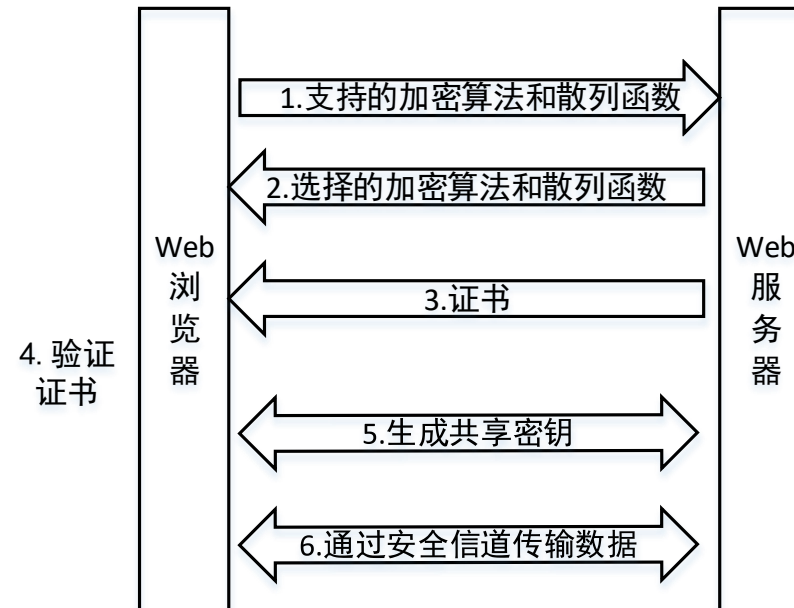 1.支持的加密算法和散列函数
2.选择的加密算法和散列函数
Web
浏
览
器
Web
服
务
器
3.证书
4. 验证
证书
5.生成共享密钥
6.通过安全信道传输数据